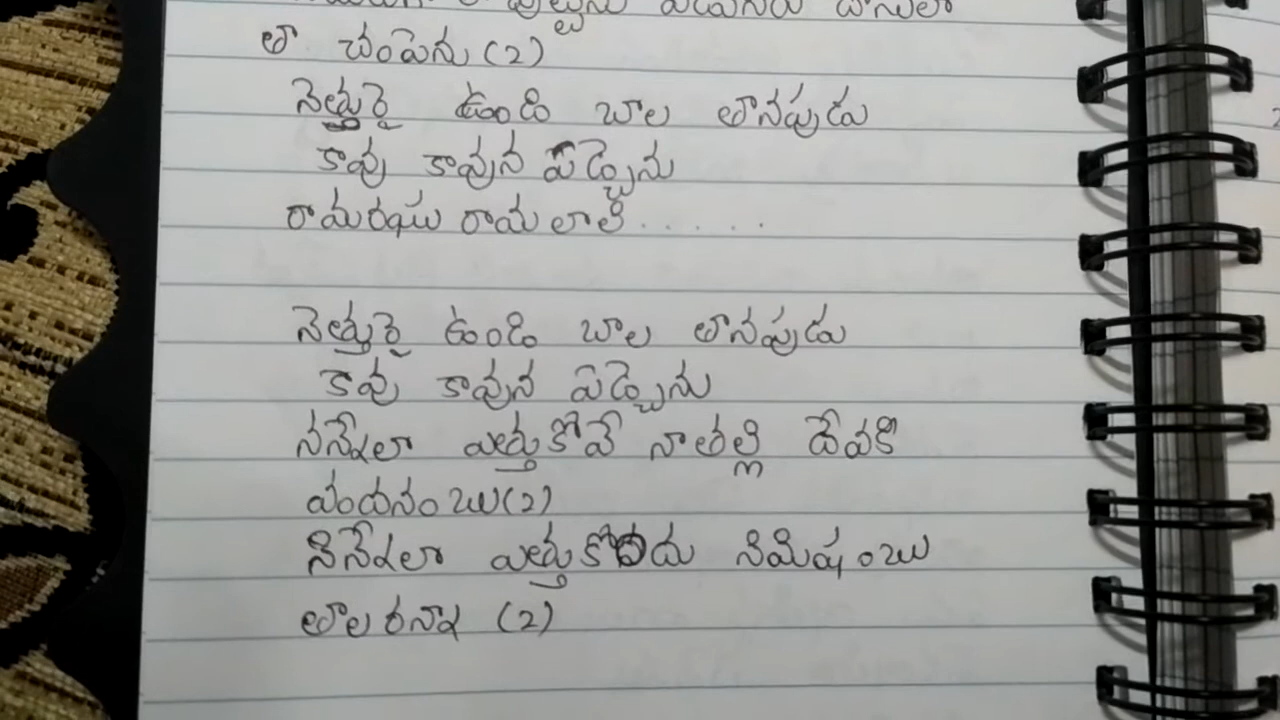 లా చంపెను (2)
నెత్తురై ఉండి బాల తానప్పుడు
కావు కావున ఏడ్చెను
రామరఘు రామ లాలి......
నెత్తురై ఉండి బాల తానప్పుడు
కావు కావున ఏడ్చెను
నన్నేలా ఎత్తుకోవే నాతల్లి దేవకి
వందనంబు(2)
నిన్నేలా ఎత్తుకొందు నిమిషంబు
తాలరనాన (2)